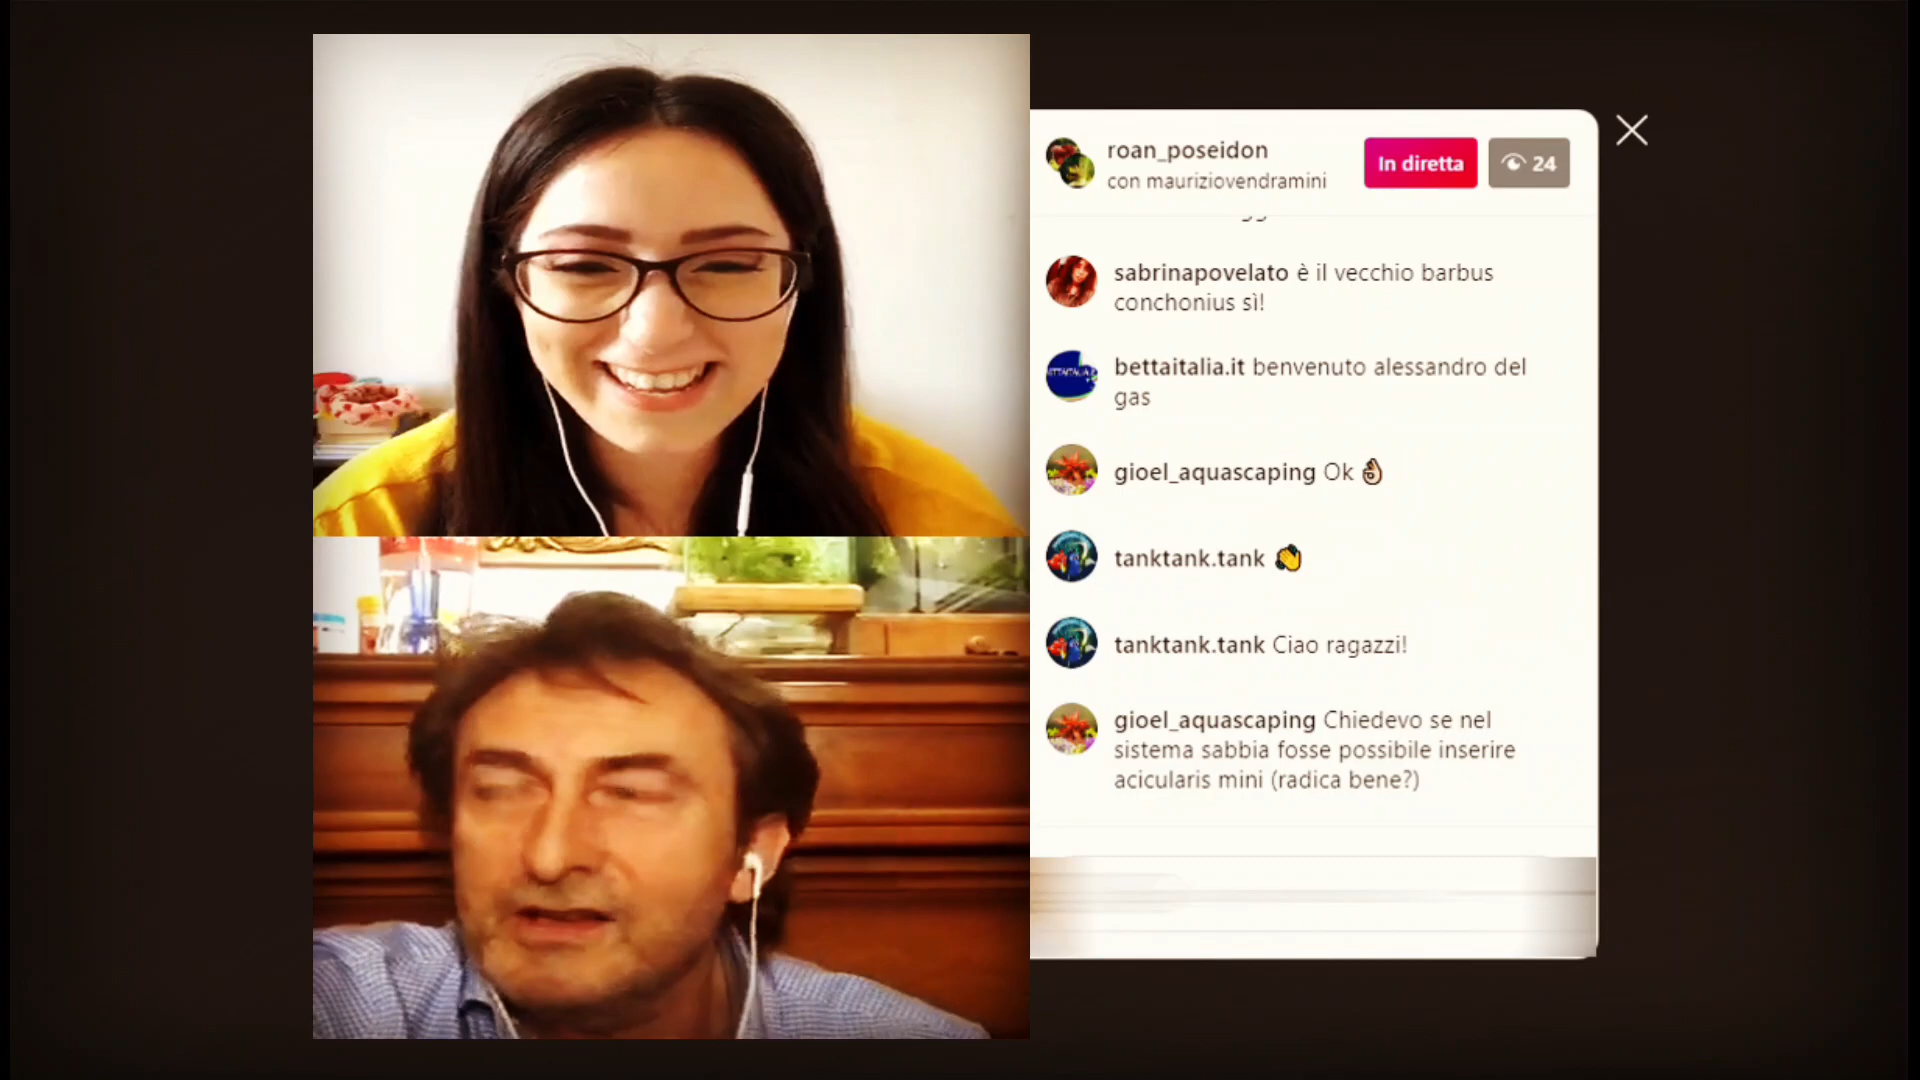 roan_poseidon
con mauriziovendramini
In diretta
24
sabrinapovelato è il vecchio barbus
conchonius sì!
bettaitalia.it benvenuto alessandro del
gas
gioel_aquascaping Ok 👌🏻
tanktank.tank 👏
tanktank.tank Ciao ragazzi!
gioel_aquascaping Chiedevo se nel
sistema sabbia fosse possibile inserire
acicularis mini (radica bene?)